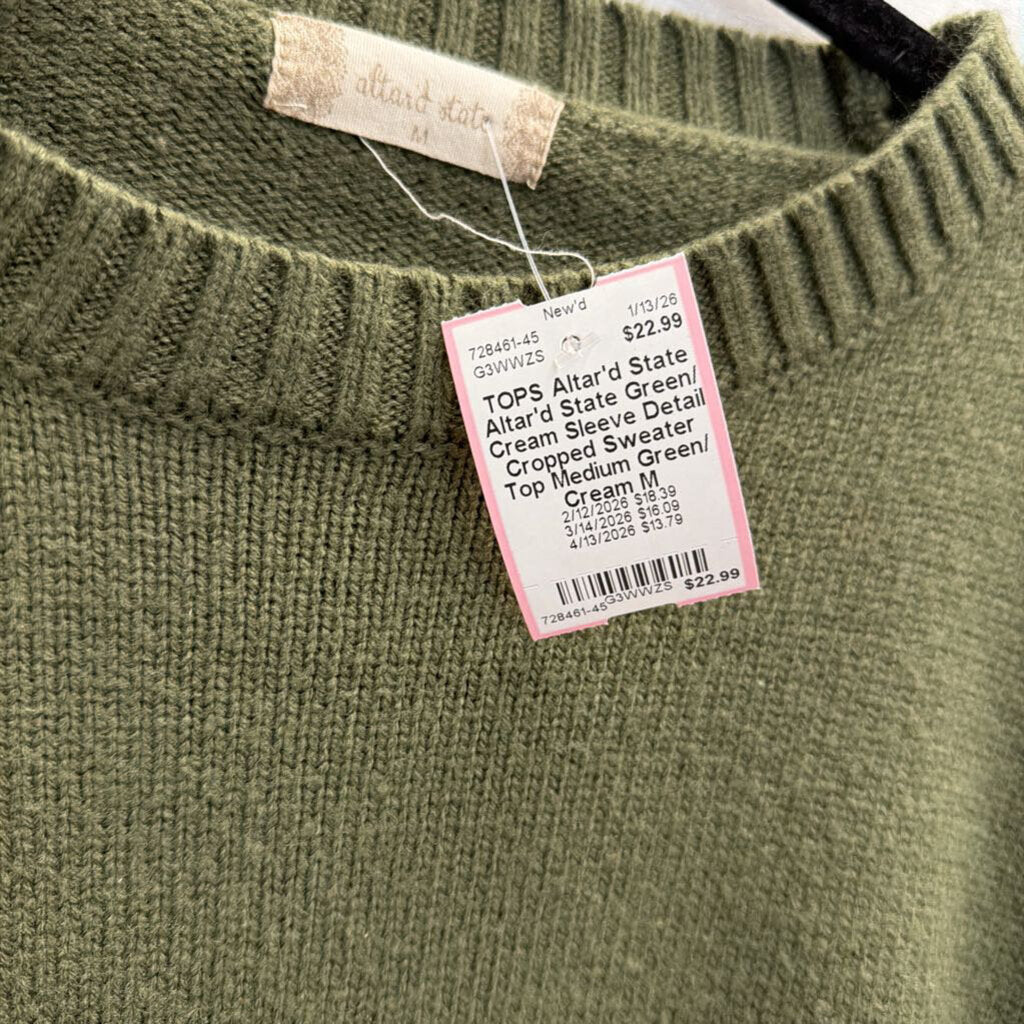 altar'd state
M
New'd
1/13/26
728461-45
$22.99
G3WWZS
TOPS Altar'd State
Altar'd State Green/
Cream Sleeve Detail
Cropped Sweater
Top Medium Green/
Cream M
2/12/2026 $18.39
3/14/2026 $16.09
4/13/2026 $13.79
728461-45 G3WWZS $22.99